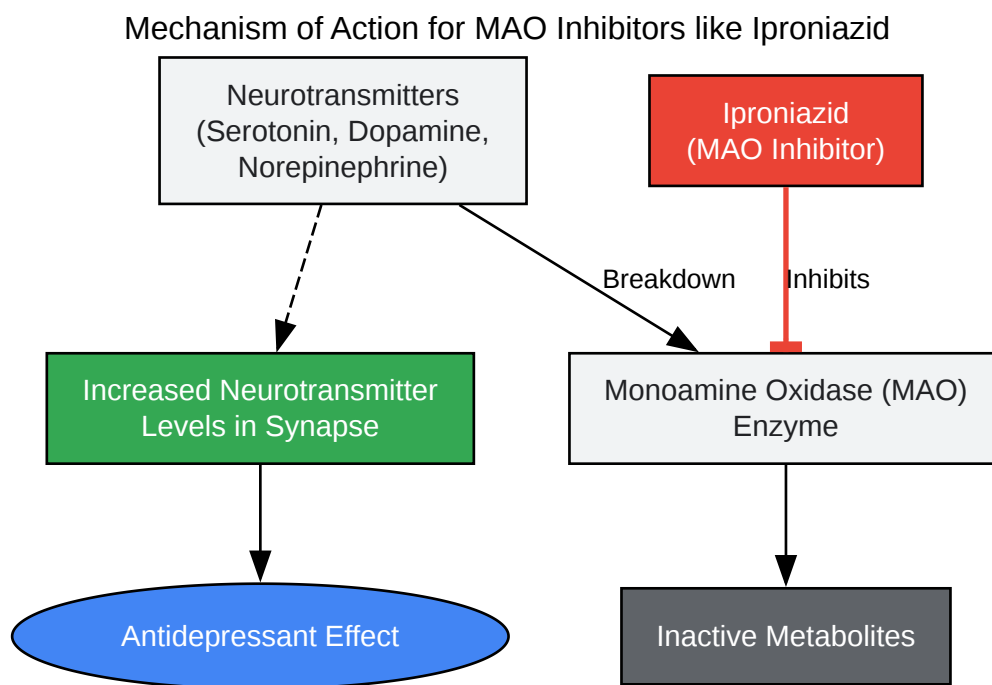 Mechanism of Action for MAO Inhibitors like Iproniazid
Neurotransmitters
(Serotonin, Dopamine,
Norepinephrine)
Iproniazid
(MAO Inhibitor)
Breakdown
Inhibits
Increased Neurotransmitter
Levels in Synapse
Monoamine Oxidase (MAO)
Enzyme
Antidepressant Effect
Inactive Metabolites